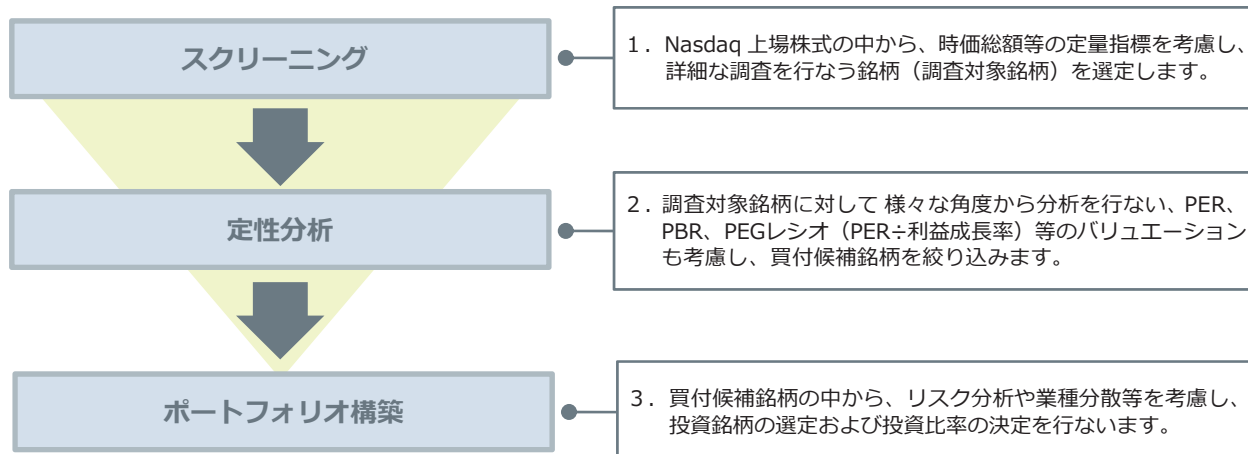 スクリーニング
1．Nasdaq 上場株式の中から、時価総額等の定量指標を考慮し、
詳細な調査を行なう銘柄（調査対象銘柄）を選定します。
定性分析
2．調査対象銘柄に対して 様々な角度から分析を行ない、PER、
PBR、PEGレシオ（PER÷利益成長率）等のバリュエーション
も考慮し、買付候補銘柄を絞り込みます。
ポートフォリオ構築
3．買付候補銘柄の中から、リスク分析や業種分散等を考慮し、
投資銘柄の選定および投資比率の決定を行ないます。